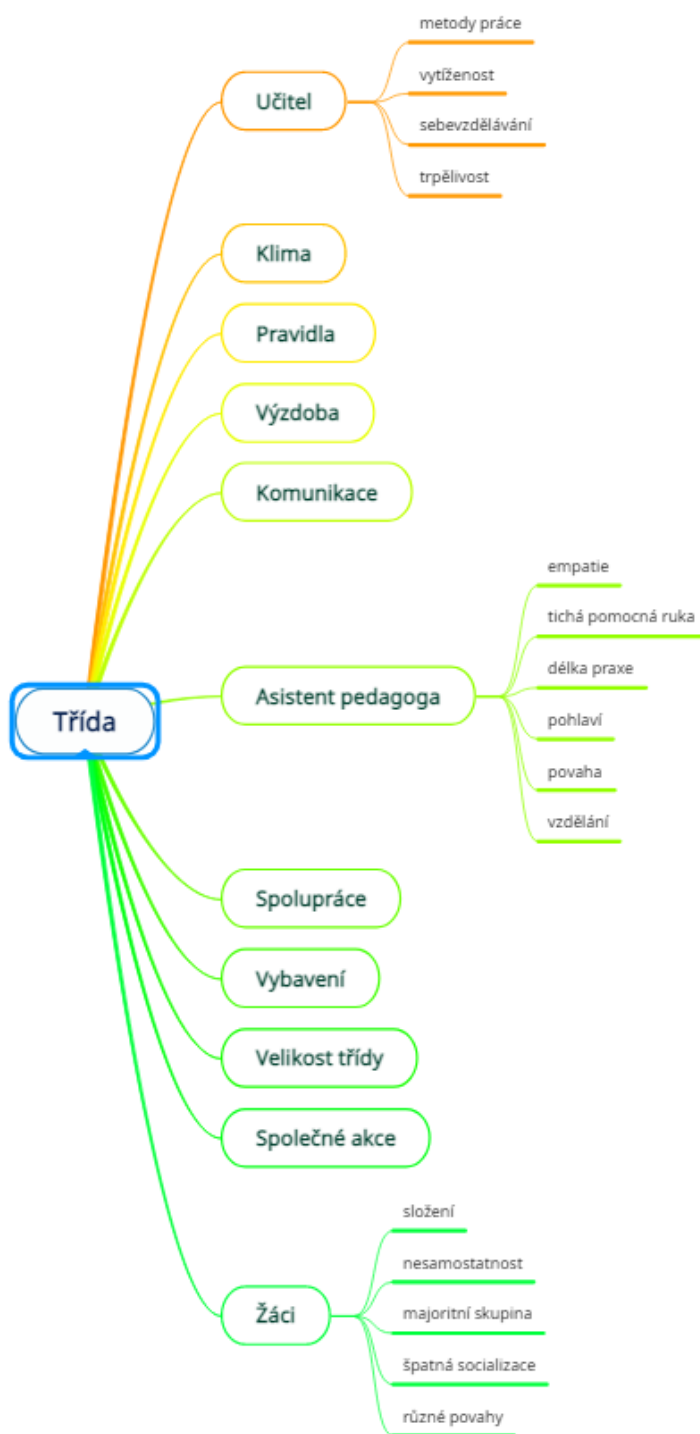 metody práce
Učitel
vytíženost
sebevzdělávání
trpělivost
Klima
Pravidla
Výzdoba
Komunikace
empatie
tichá pomocná ruka
délka praxe
Asistent pedagoga
Třída
pohlaví
povaha
vzdělání
Spolupráce
Vybavení
Velikost třídy
Společné akce
složení
nesamostatnost
Žáci
majoritní skupina
špatná socializace
různé povahy